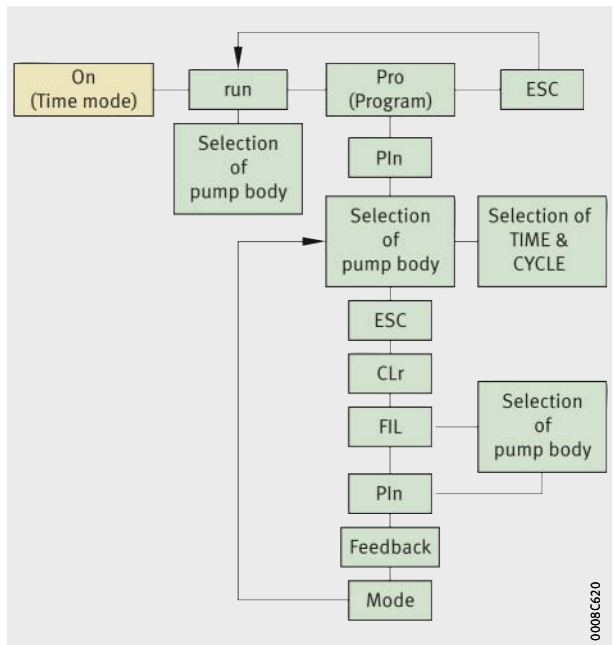 On
(Time mode)
run
Pro
(Program)
ESC
Selection
of
pump body
PIn
Selection
of
pump body
Selection of
TIME &
CYCLE
ESC
CLr
FIL
Selection
of
pump body
PIn
Feedback
Mode
0008C620